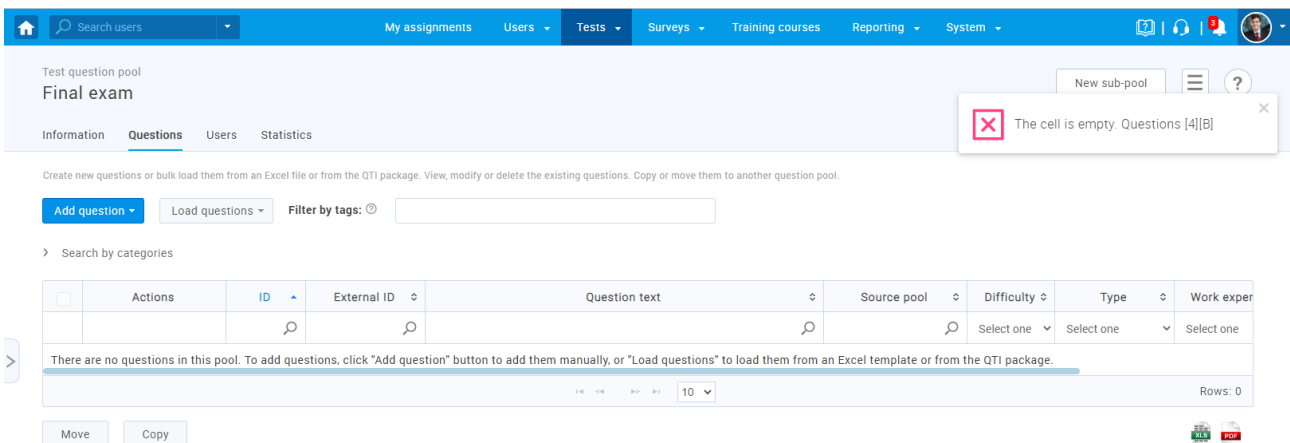 Search users
My assignments Users Tests Surveys Training courses Reporting System 3
Test question pool
Final exam
New sub-pool ?
The cell is empty. Questions [4][B]
Information Questions Users Statistics
Create new questions or bulk load them from an Excel file or from the QTI package. View, modify or delete the existing questions. Copy or move them to another question pool.
Add question Load questions Filter by tags: ?
Search by categories
Actions ID External ID Question text Source pool Difficulty Type Work exper
Select one Select one Select one
There are no questions in this pool. To add questions, click "Add question" button to add them manually, or "Load questions" to load them from an Excel template or from the QTI package.
10 Rows: 0
Move Copy XLS PDF